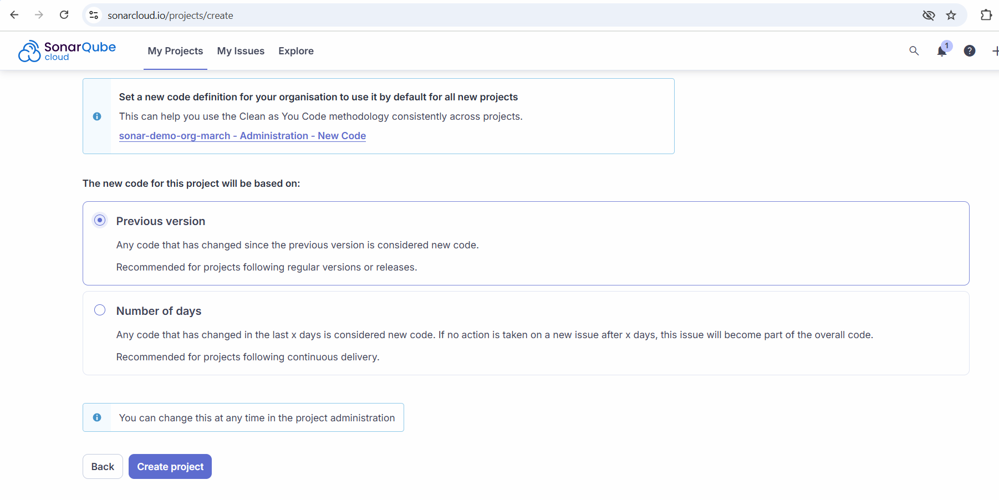 sonarcloud.io/projects/create
SonarQube
cloud
My Projects
My Issues
Explore
1
?
Set a new code definition for your organisation to use it by default for all new projects
This can help you use the Clean as You Code methodology consistently across projects.
sonar-demo-org-march - Administration - New Code
The new code for this project will be based on:
Previous version
Any code that has changed since the previous version is considered new code.
Recommended for projects following regular versions or releases.
Number of days
Any code that has changed in the last x days is considered new code. If no action is taken on a new issue after x days, this issue will become part of the overall code.
Recommended for projects following continuous delivery.
You can change this at any time in the project administration
Back
Create project